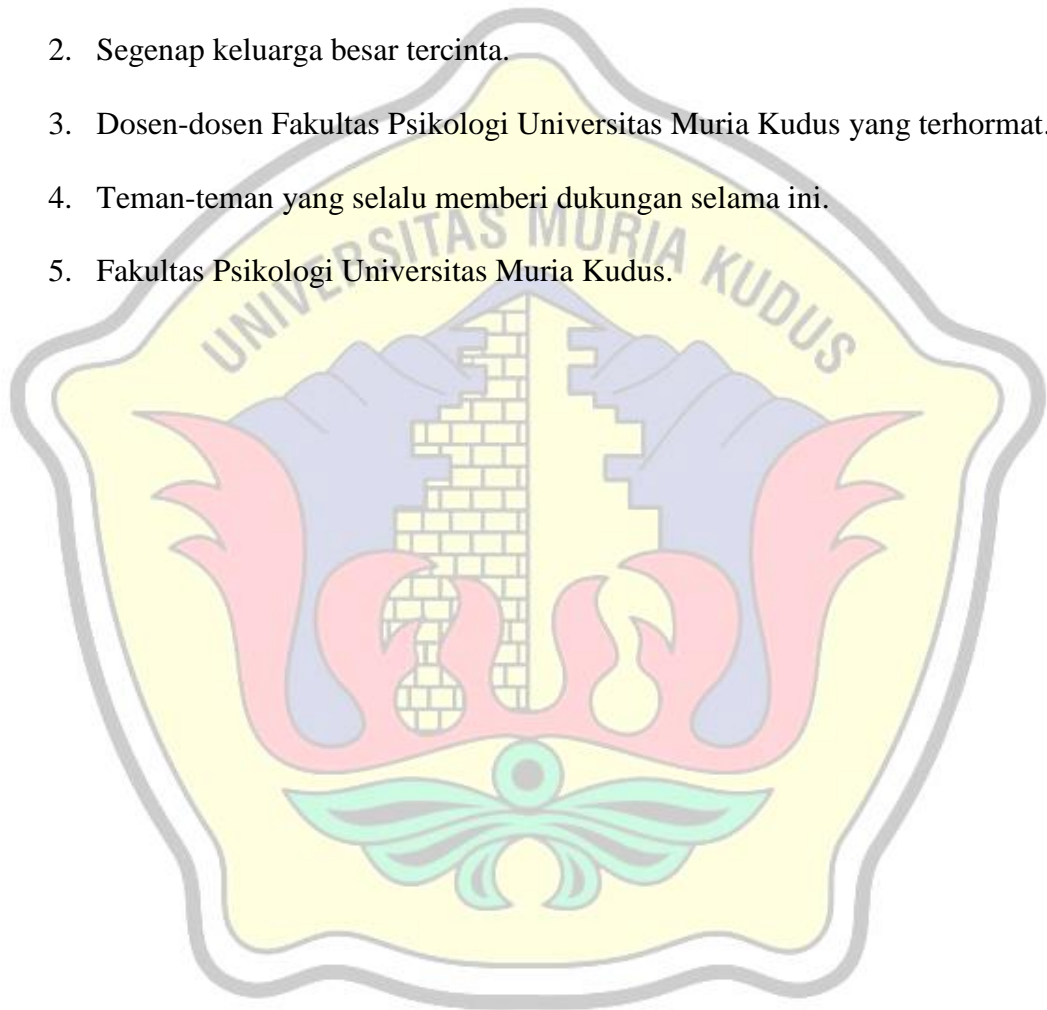 2. Segenap keluarga besar tercinta.
3. Dosen-dosen Fakultas Psikologi Universitas Muria Kudus yang terhormat.
4. Teman-teman yang selalu memberi dukungan selama ini.
5. Fakultas Psikologi Universitas Muria Kudus.
UNIVERSITAS MURIA KUDUS